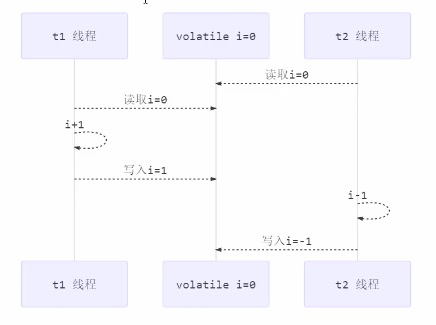 t1 线程
volatile i=0
t2 线程
读取i=0
读取i=0
i+1
写入i=1
i-1
写入i=-1
t1 线程
volatile i=0
t2 线程